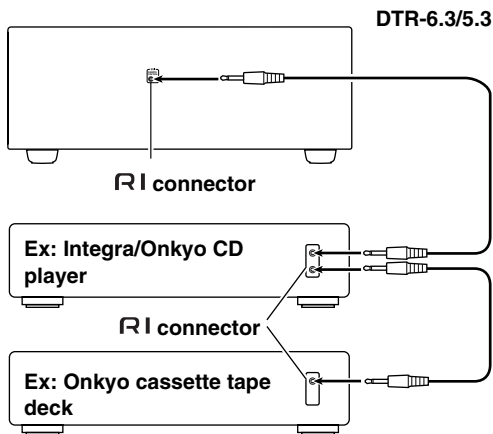 DTR-6.3/5.3
RI connector
Ex: Integra/Onkyo CD
player
RI connector
Ex: Onkyo cassette tape
deck